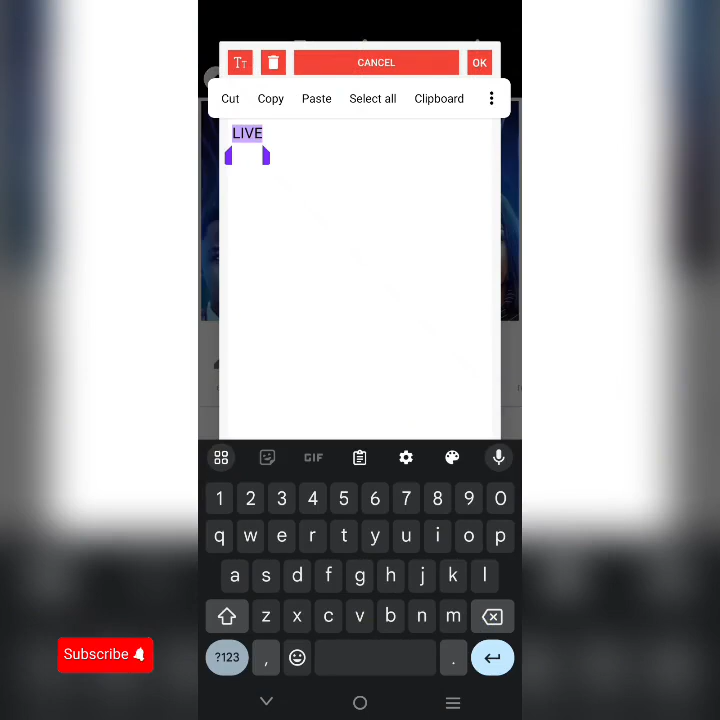 TT CANCEL OK
Cut Copy Paste Select all Clipboard
LIVE
GIF
1 2 3 4 5 6 7 8 9 0
q w e r t y u i o p
a s d f g h j k l
z x c v b n m
?123 , .
Subscribe